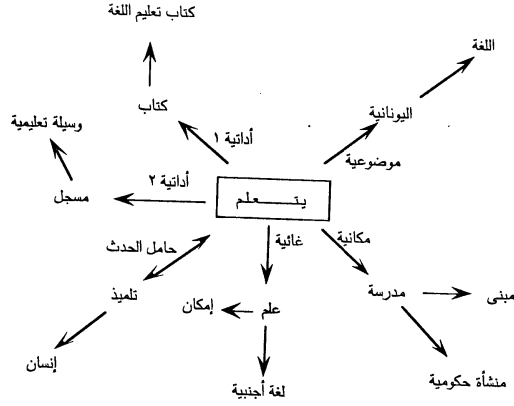 كتاب تعليم اللغة
اللغة
كتاب
اليونانية
وسيلة تعليمية
أداتية ١
موضوعية
أداتية ٢
مسجل
يتعلم
مكانية
غائية
حامل الحدث
تلميذ
إمكان
علم
مدرسة
مبنى
إنسان
لغة أجنبية
منشأة حكومية